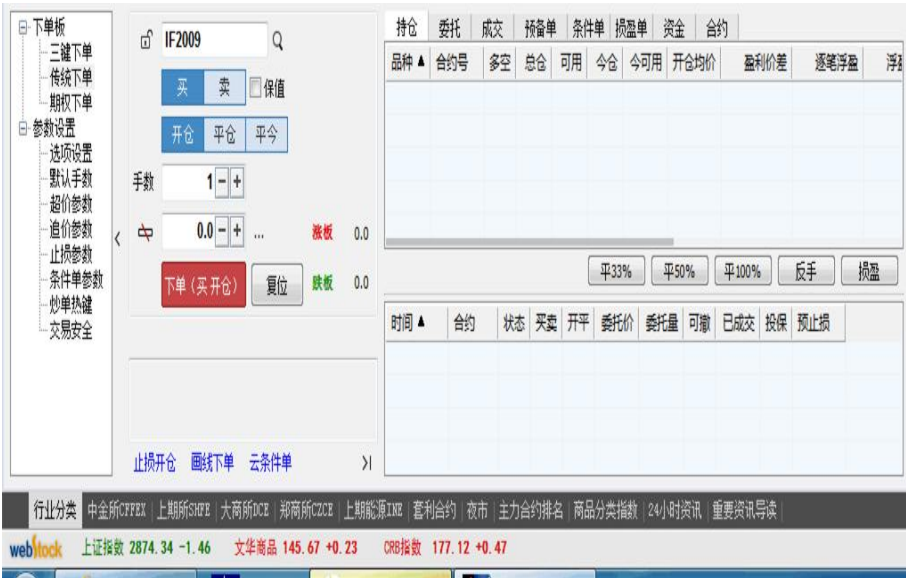 下单板
三键下单
传统下单
期权下单
参数设置
选项设置
默认手数
超价参数
追价参数
止损参数
条件单参数
炒单热键
交易安全
IF2009
买 卖 保值
开仓 平仓 平今
手数 1 - +
0.0 - + ... 涨板 0.0
下单（买 开仓） 复位 跌板 0.0
止损开仓 画线下单 云条件单
持仓 委托 成交 预备单 条件单 损盈单 资金 合约
品种 ▲ 合约号 多空 总仓 可用 今仓 今可用 开仓均价 盈利价差 逐笔浮盈
平33% 平50% 平100% 反手 损盈
时间 ▲ 合约 状态 买卖 开平 委托价 委托量 可撤 已成交 投保 预止损
行业分类 中金所CFFEX 上期所SHFE 大商所DCE 郑商所CZCE 上期能源INE 套利合约 夜市 主力合约排名 商品分类指数 24小时资讯 重要资讯导读
webstock 上证指数 2874.34 -1.46 文华商品 145.67 +0.23 CRB指数 177.12 +0.47